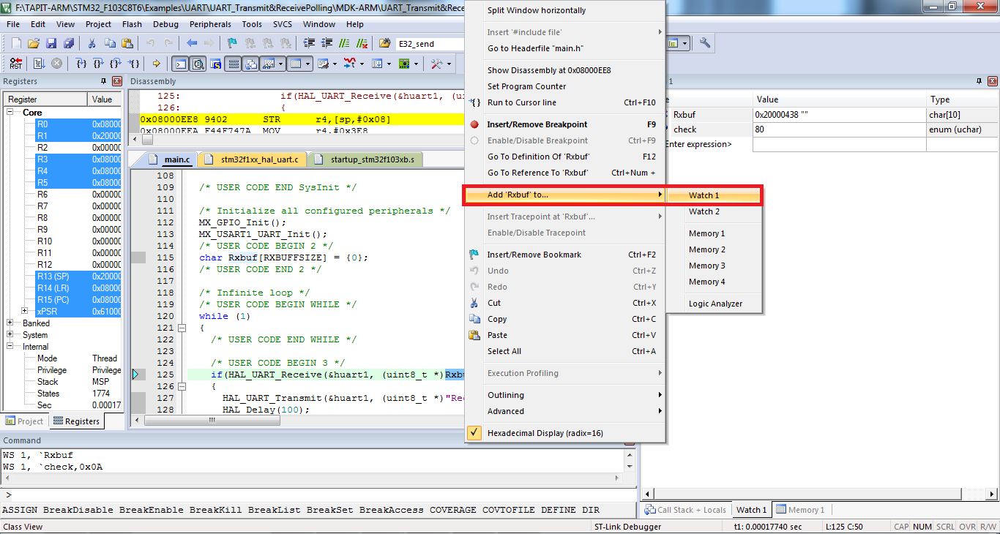 F:\TAPIT-ARM\STM32_F103C8T6\Examples\UART\UART_Transmit&ReceivePolling\MDK-ARM\UART_Transmit&Rece
File Edit View Project Flash Debug Peripherals Tools SVCS Window Help
E32_send
RST
Registers
Register Value
Core
R0 0x08000
R1 0x20000
R2 0x00000
R3 0x08000
R4 0x08000
R5 0x08000
R6 0x00000
R7 0x00000
R8 0x00000
R9 0x00000
R10 0x00000
R11 0x00000
R12 0x00000
R13 (SP) 0x20000
R14 (LR) 0x08000
R15 (PC) 0x08000
xPSR 0x61000
Banked
System
Internal
Mode Thread
Privilege Privilege
Stack MSP
States 1774
Sec 0.00017
Project Registers
Disassembly
125: if(HAL_UART_Receive(&huart1, (ui
126: {
0x08000EE8 9402 STR r4,[sp,#0x08]
0x08000EEA F44F747A MOV r4,#0x3E8
main.c stm32f1xx_hal_uart.c startup_stm32f103xb.s
108
109 /* USER CODE END SysInit */
110
111 /* Initialize all configured peripherals */
112 MX_GPIO_Init();
113 MX_USART1_UART_Init();
114 /* USER CODE BEGIN 2 */
115 char Rxbuf[RXBUFFSIZE] = {0};
116 /* USER CODE END 2 */
117
118 /* Infinite loop */
119 /* USER CODE BEGIN WHILE */
120 while (1)
121 {
122 /* USER CODE END WHILE */
123
124 /* USER CODE BEGIN 3 */
125 if(HAL_UART_Receive(&huart1, (uint8_t *)Rxbu
126 {
127 HAL_UART_Transmit(&huart1, (uint8_t *)"Rec
128 HAL_Delay(100);
Split Window horizontally
Insert '#include file'
Go to Headerfile "main.h"
Show Disassembly at 0x08000EE8
Set Program Counter
Run to Cursor line Ctrl+F10
Insert/Remove Breakpoint F9
Enable/Disable Breakpoint Ctrl+F9
Go To Definition Of 'Rxbuf' F12
Go To Reference To 'Rxbuf' Ctrl+Num +
Add 'Rxbuf' to...
Insert Tracepoint at 'Rxbuf'...
Enable/Disable Tracepoint
Insert/Remove Bookmark Ctrl+F2
Undo Ctrl+Z
Redo Ctrl+Y
Cut Ctrl+X
Copy Ctrl+C
Paste Ctrl+V
Select All Ctrl+A
Execution Profiling
Outlining
Advanced
Hexadecimal Display (radix=16)
Watch 1
Watch 2
Memory 1
Memory 2
Memory 3
Memory 4
Logic Analyzer
1
e Value Type
Rxbuf 0x20000438 "" char[10]
check 80 enum (uchar)
Enter expression>
Command
WS 1, `Rxbuf
WS 1, `check,0x0A
>
ASSIGN BreakDisable BreakEnable BreakKill BreakList BreakSet BreakAccess COVERAGE COVTOFILE DEFINE DIR
Call Stack + Locals Watch 1 Memory 1
Class View ST-Link Debugger t1: 0.00017740 sec L:125 C:50 CAP NUM SCRL OVR R/W